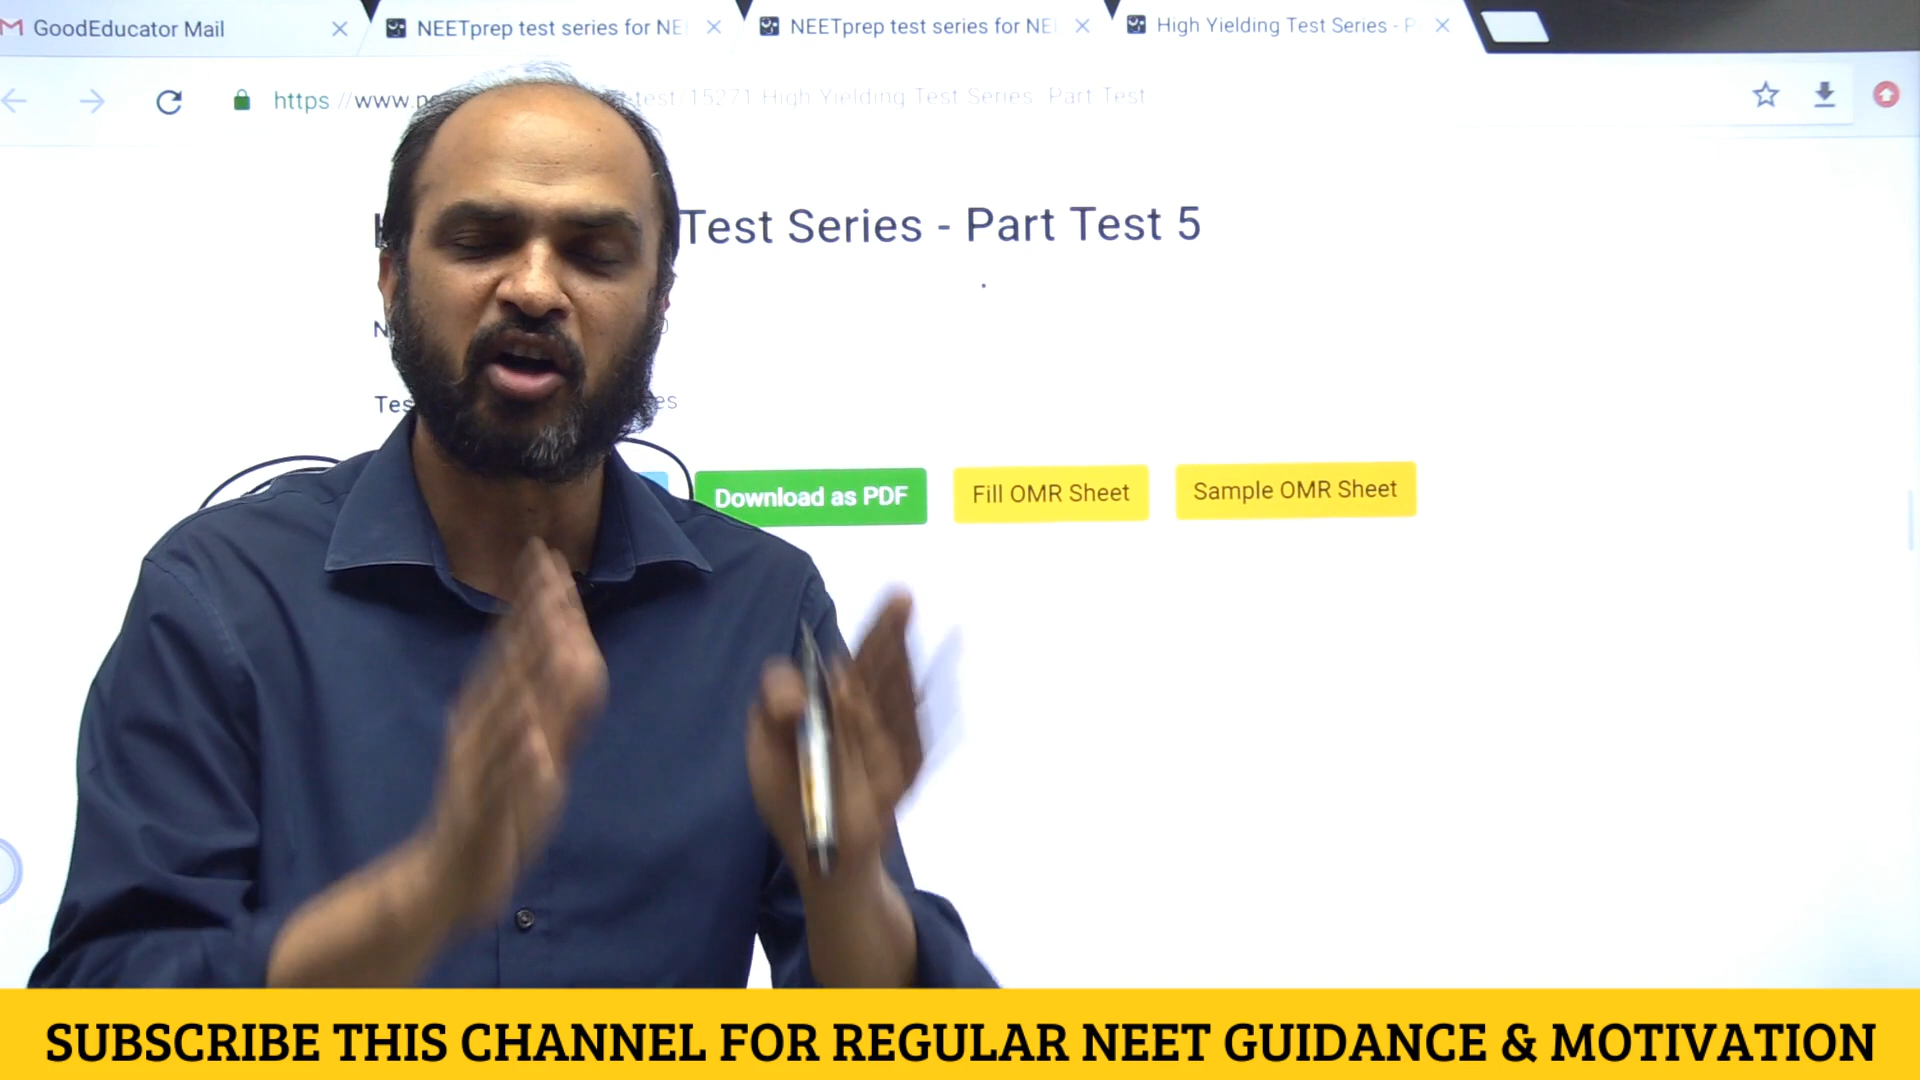 GoodEducator Mail
NEETprep test series for NE
NEETprep test series for NE
High Yielding Test Series - P
https //www.n
test/15271 High Yielding Test Series Part Test
Test Series - Part Test 5
Tes
es
Download as PDF
Fill OMR Sheet
Sample OMR Sheet
SUBSCRIBE THIS CHANNEL FOR REGULAR NEET GUIDANCE & MOTIVATION